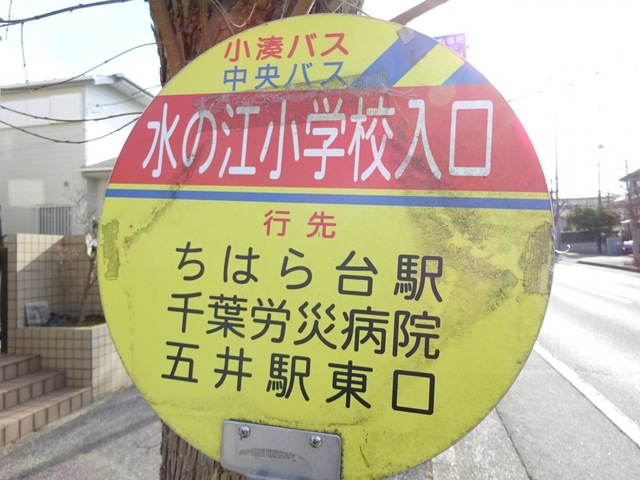 小湊バス
中央バス
水の江小学校入口
行先
ちはら台駅
千葉労災病院
五井駅東口